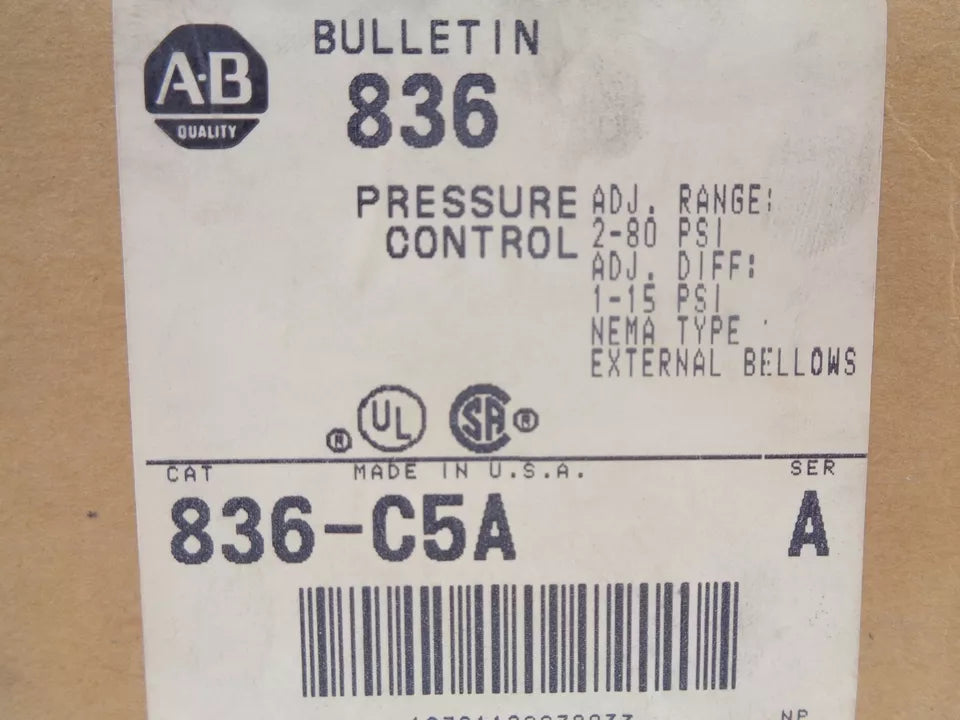 A-B
QUALITY
BULLETIN
836
PRESSURE
CONTROL
ADJ. RANGE:
2-80 PSI
ADJ. DIFF:
1-15 PSI
NEMA TYPE
EXTERNAL BELLOWS
® UL SA ®
CAT MADE IN U.S.A. SER
836-C5A A
NP